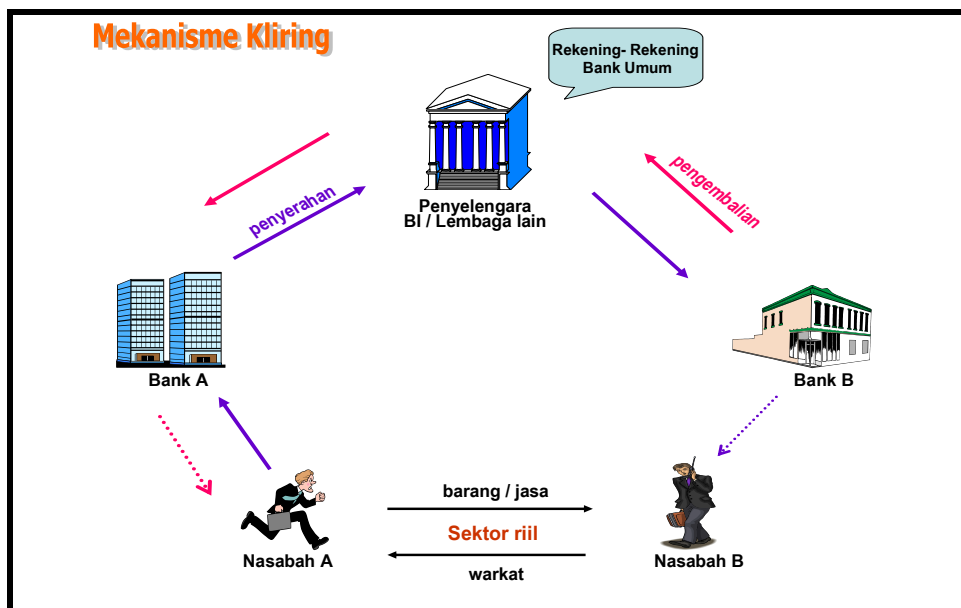 Mekanisme Kliring
Rekening- Rekening
Bank Umum
penyerahan
pengembalian
Penyelengara
BI / Lembaga lain
Bank A
Bank B
barang / jasa
Sektor riil
Nasabah A
Nasabah B
warkat